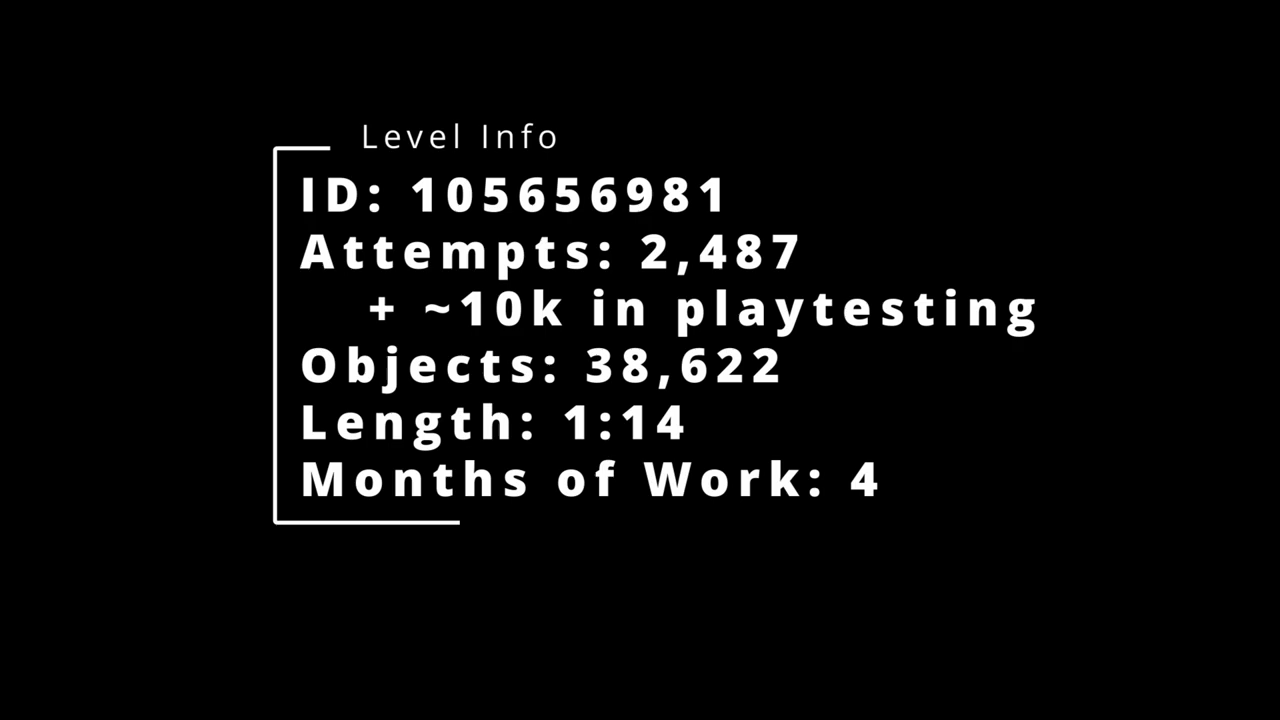 Level Info
ID: 105656981
Attempts: 2,487
+ ~10k in playtesting
Objects: 38,622
Length: 1:14
Months of Work: 4